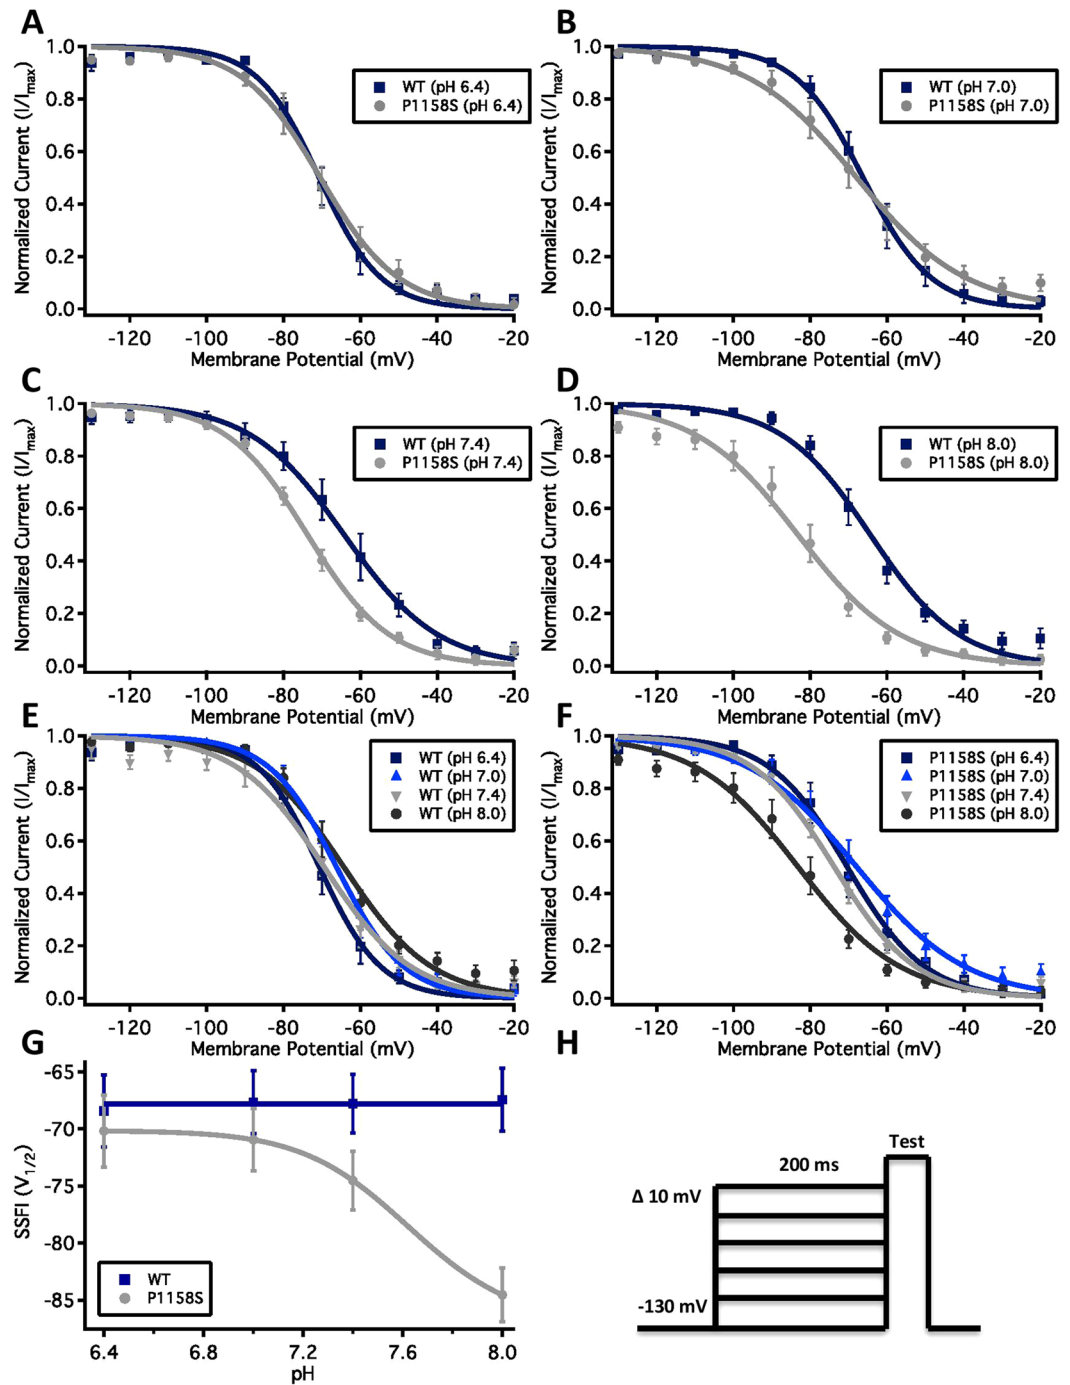 A
Normalized Current (I/Imax)
1.0
0.8
0.6
0.4
0.2
0.0
WT (pH 6.4)
P1158S (pH 6.4)
-120 -100 -80 -60 -40 -20
Membrane Potential (mV)
B
Normalized Current (I/Imax)
1.0
0.8
0.6
0.4
0.2
0.0
WT (pH 7.0)
P1158S (pH 7.0)
-120 -100 -80 -60 -40 -20
Membrane Potential (mV)
C
Normalized Current (I/Imax)
1.0
0.8
0.6
0.4
0.2
0.0
WT (pH 7.4)
P1158S (pH 7.4)
-120 -100 -80 -60 -40 -20
Membrane Potential (mV)
D
Normalized Current (I/Imax)
1.0
0.8
0.6
0.4
0.2
0.0
WT (pH 8.0)
P1158S (pH 8.0)
-120 -100 -80 -60 -40 -20
Membrane Potential (mV)
E
Normalized Current (I/Imax)
1.0
0.8
0.6
0.4
0.2
0.0
WT (pH 6.4)
WT (pH 7.0)
WT (pH 7.4)
WT (pH 8.0)
-120 -100 -80 -60 -40 -20
Membrane Potential (mV)
F
Normalized Current (I/Imax)
1.0
0.8
0.6
0.4
0.2
0.0
P1158S (pH 6.4)
P1158S (pH 7.0)
P1158S (pH 7.4)
P1158S (pH 8.0)
-120 -100 -80 -60 -40 -20
Membrane Potential (mV)
G
SSFI (V1/2)
-65
-70
-75
-80
-85
WT
P1158S
6.4 6.8 7.2 7.6 8.0
pH
H
Test
200 ms
Δ 10 mV
-130 mV